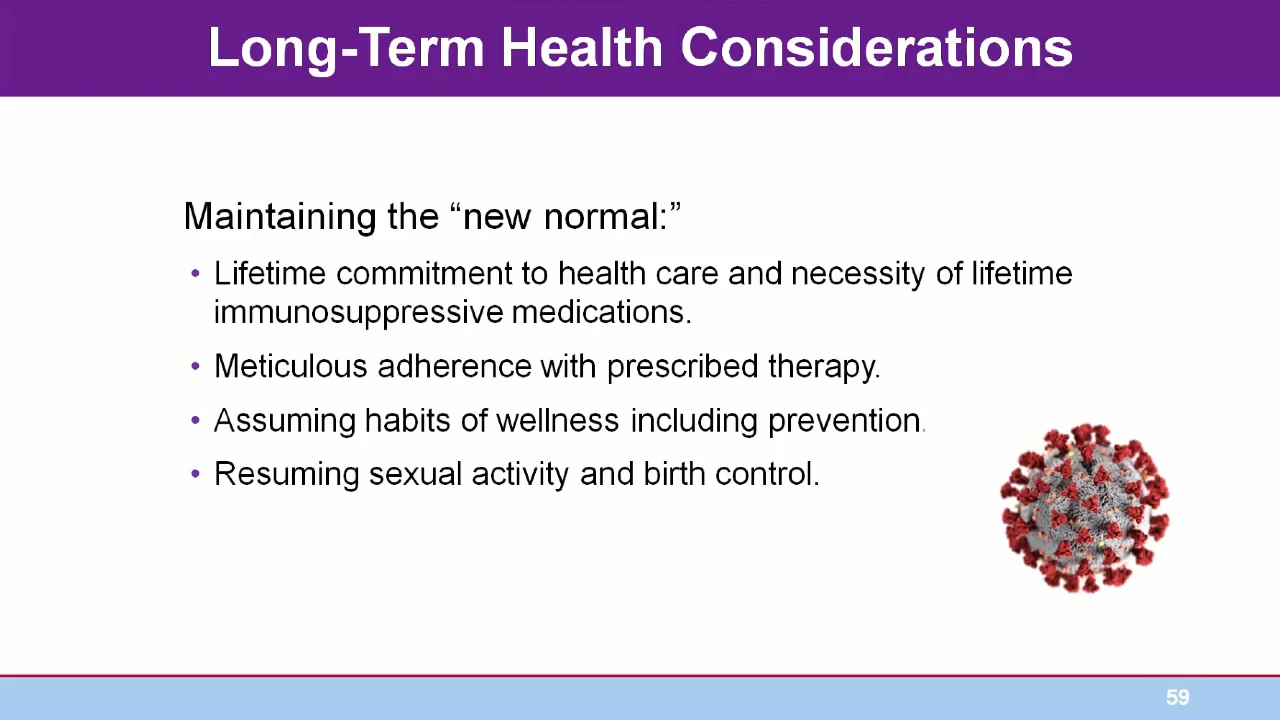 Long-Term Health Considerations
Maintaining the “new normal:”
• Lifetime commitment to health care and necessity of lifetime
immunosuppressive medications.
• Meticulous adherence with prescribed therapy.
• Assuming habits of wellness including prevention.
• Resuming sexual activity and birth control.
59